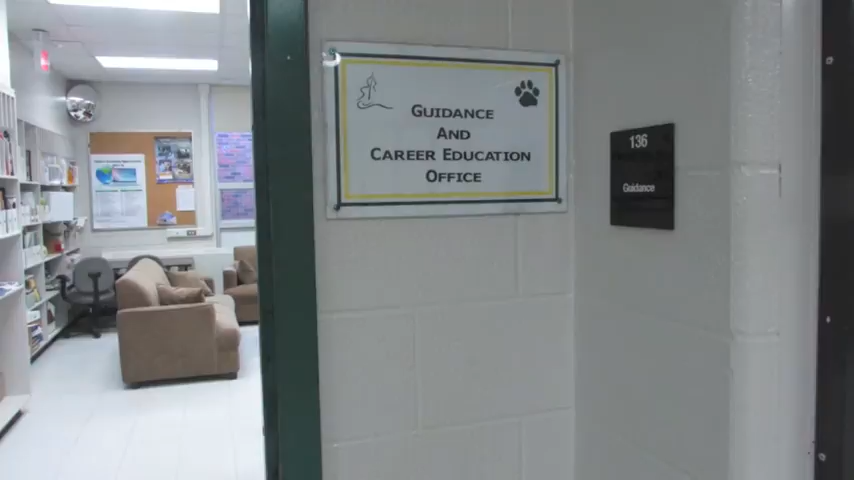 GUIDANCE
AND
CAREER EDUCATION
OFFICE
136
Guidance